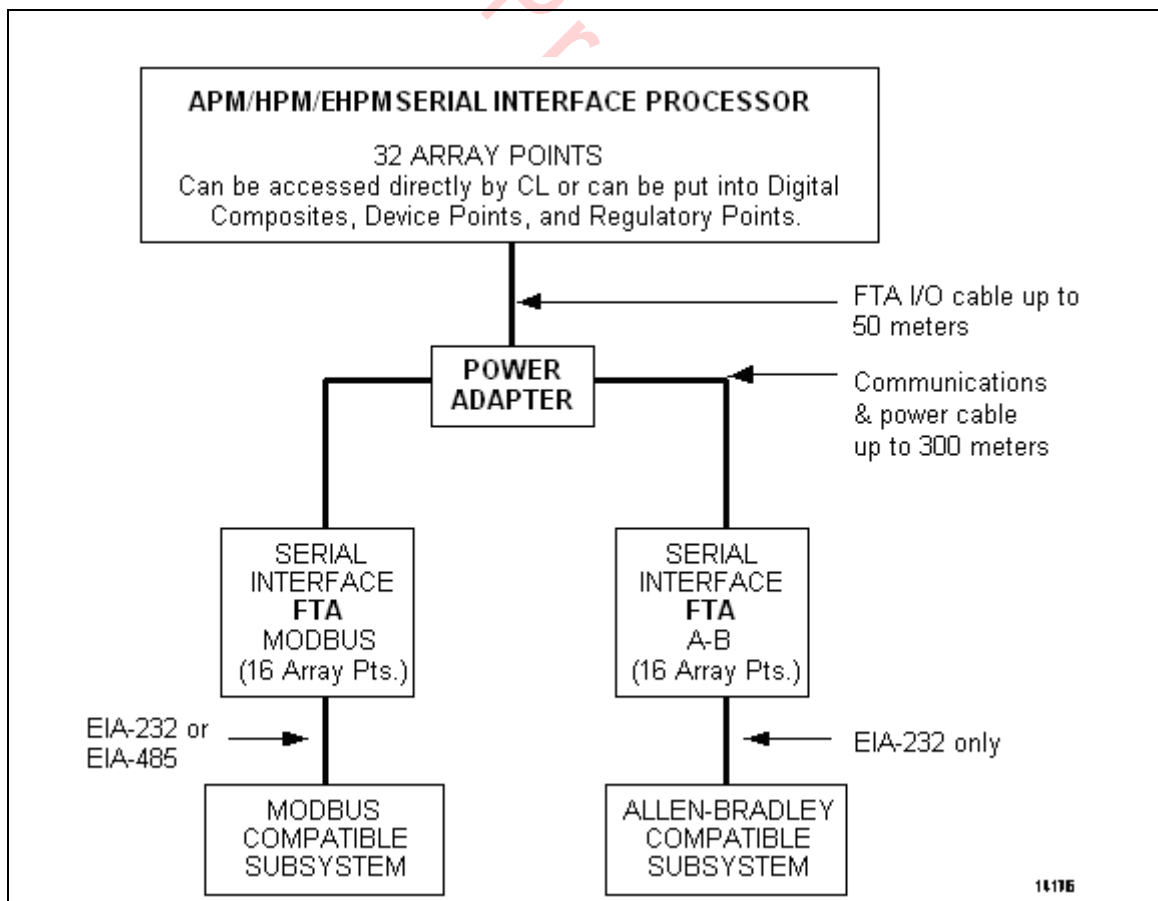 APM/HPM/EHPM SERIAL INTERFACE PROCESSOR
32 ARRAY POINTS
Can be accessed directly by CL or can be put into Digital
Composites, Device Points, and Regulatory Points.
FTA I/O cable up to
50 meters
POWER
ADAPTER
Communications
& power cable
up to 300 meters
SERIAL
INTERFACE
FTA
MODBUS
(16 Array Pts.)
SERIAL
INTERFACE
FTA
A-B
(16 Array Pts.)
EIA-232 or
EIA-485
EIA-232 only
MODBUS
COMPATIBLE
SUBSYSTEM
ALLEN-BRADLEY
COMPATIBLE
SUBSYSTEM